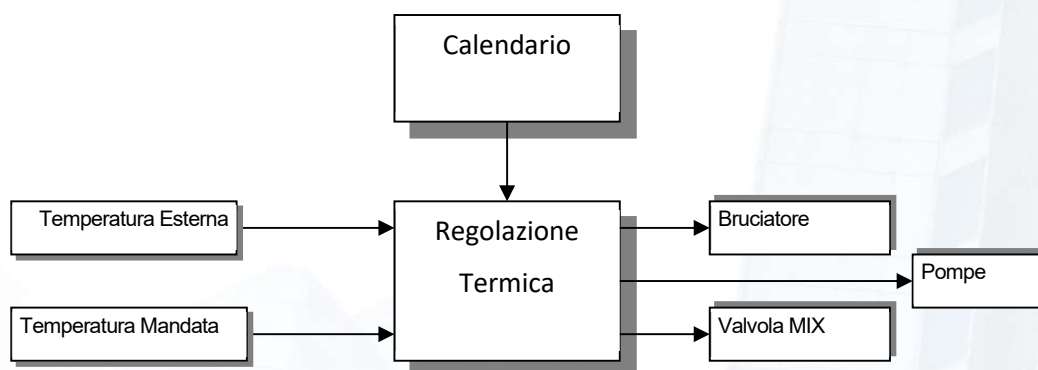 Calendario
Temperatura Esterna
Regolazione
Termica
Bruciatore
Pompe
Temperatura Mandata
Valvola MIX